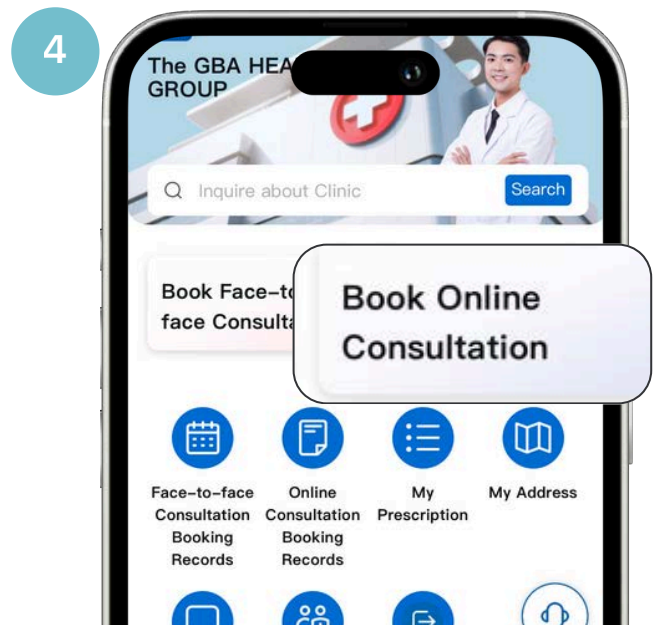 4
The GBA HEA
GROUP
Inquire about Clinic
Search
Book Face-to
face Consulta
Book Online
Consultation
Face-to-face
Consultation
Booking
Records
Online
Consultation
Booking
Records
My
Prescription
My Address